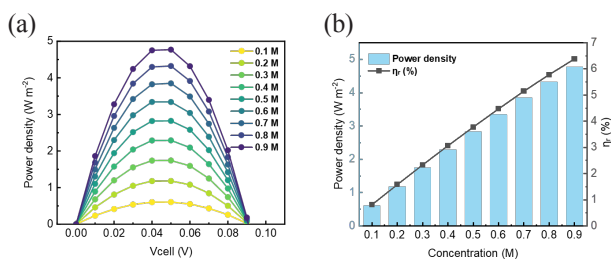 (a)
Power density (W m⁻²)
5
4
3
2
1
0
0.00 0.02 0.04 0.06 0.08 0.10
Vcell (V)
0.1 M
0.2 M
0.3 M
0.4 M
0.5 M
0.6 M
0.7 M
0.8 M
0.9 M
(b)
Power density (W m⁻²)
5
4
3
2
1
0
Power density
ηr (%)
0.1 0.2 0.3 0.4 0.5 0.6 0.7 0.8 0.9
Concentration (M)
7
6
5
4
3
2
1
0
ηr (%)